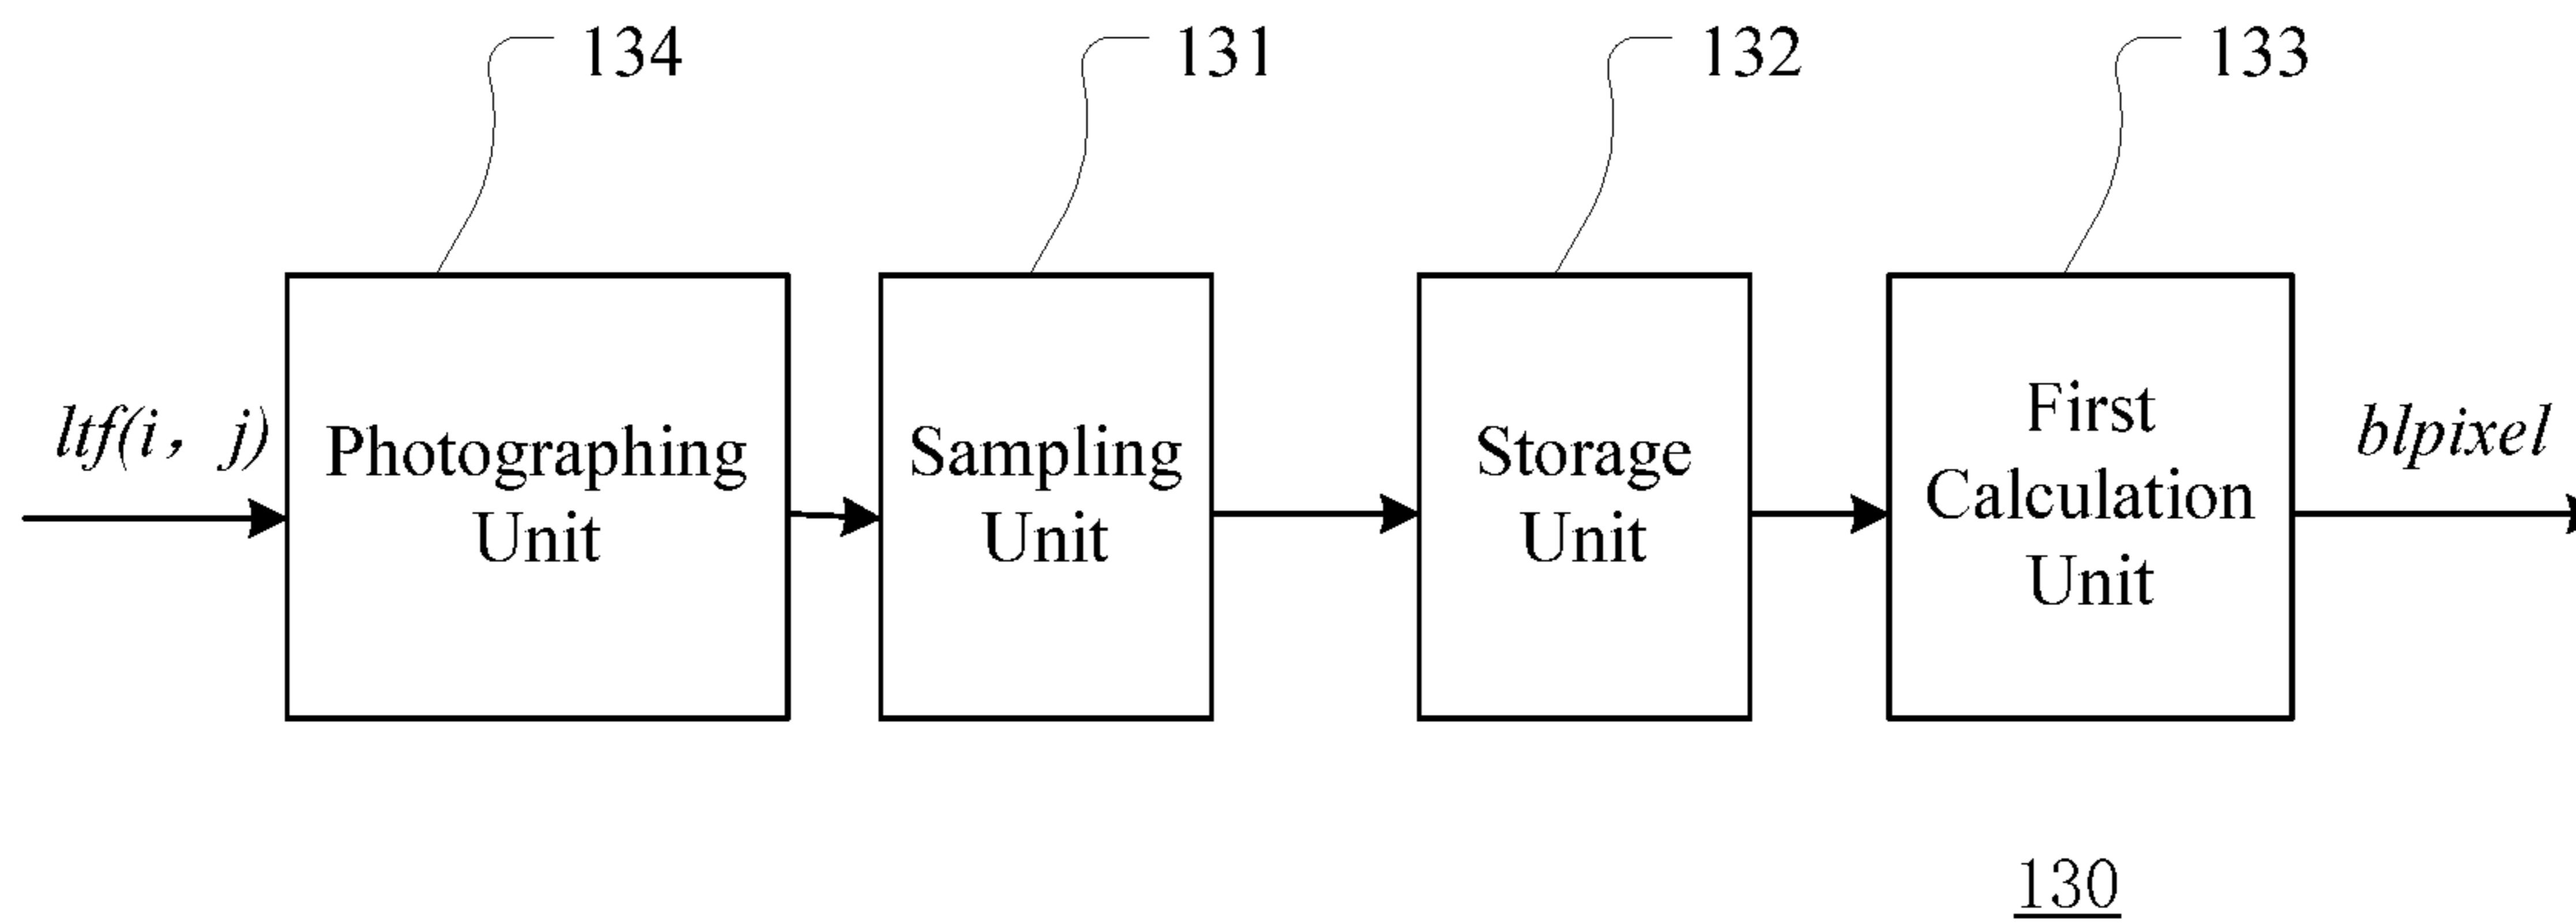 134
131
132
133
ltf(i, j)
Photographing
Unit
Sampling
Unit
Storage
Unit
First
Calculation
Unit
blpixel
130